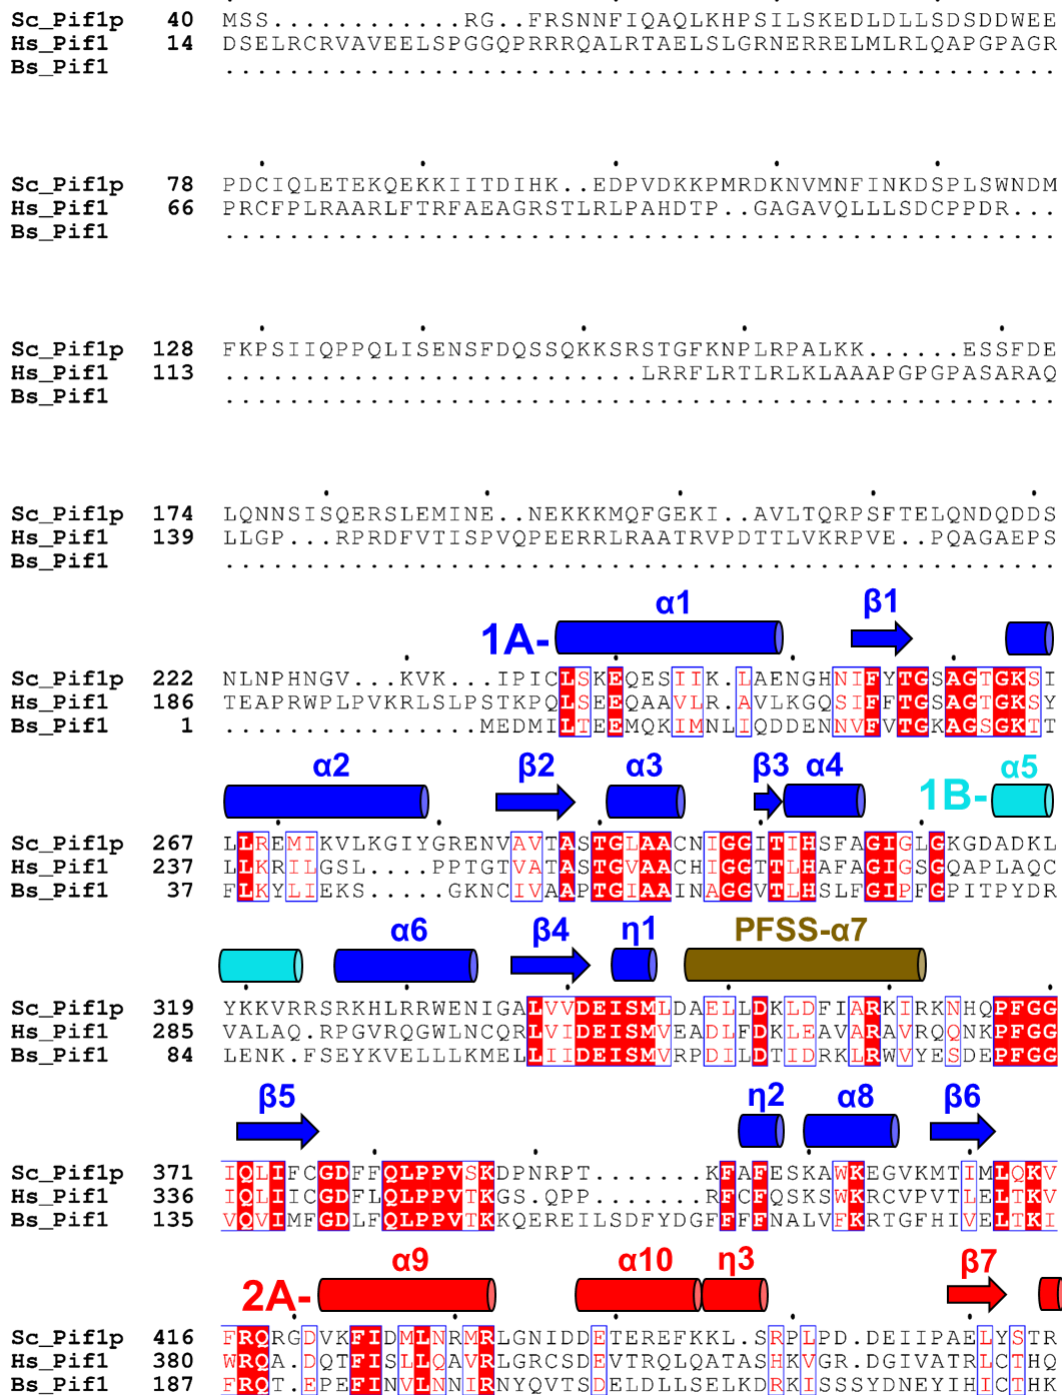 Sc_Pif1p 40 MSS............RG..FRSNNFIQAQLKHPSILSKEDLDLLSDSDDWEE
Hs_Pif1 14 DSELRCRVAVEELSPGGQPRRRQALRTAELSLGRNERRELMLRLQAPGPAGR
Bs_Pif1 ....................................................
Sc_Pif1p 78 PDCIQLETEKQEKKIITDIHK..EDPVDKKPMRDKNVMNFINKDSPLSWNDM
Hs_Pif1 66 PRCFPLRAARLFTRFAEAGRSTLRLPAHDTP..GAGAVQLLLSDCPPDR...
Bs_Pif1 ....................................................
Sc_Pif1p 128 FKPSIIQPPQLISENSFDQSSQKKSRSTGFKNPLRPALKK......ESSFDE
Hs_Pif1 113 ..........................LRRFLRTLRLKLAAAPGPGPASARAQ
Bs_Pif1 ....................................................
Sc_Pif1p 174 LQNNSISQERSLEMINE..NEKKKMQFGEKI..AVLTQRPSFTELQNDQDDS
Hs_Pif1 139 LLGP...RPRDFVTISPVQPEERRLRAATRVPDTTLVKRPVE..PQAGAEPS
Bs_Pif1 ....................................................
1A- α1 β1
Sc_Pif1p 222 NLNPHNGV...KVK...IPICLSKEQESIIK.LAENGHNIFYTGSAGTGKSI
Hs_Pif1 186 TEAPRWPLPVKRLSLPSTKPQLSEEQAAVLR.AVLKGQSIFFTGSAGTGKSY
Bs_Pif1 1 ................MEDMILTEEMQKIMNLIQDDENNVFVTGKAGSGKTT
α2 β2 α3 β3 α4 1B- α5
Sc_Pif1p 267 LLREMIKVLKGIYGRENVAVTASTGLAACNIGGITIHSFAGIGLGKGDADKL
Hs_Pif1 237 LLKRILGSL....PPTGTVATASTGVAACHIGGTTLHAFAGIGSGQAPLAQC
Bs_Pif1 37 FLKYLIEKS.....GKNCIVAAPTGIAAINAGGVTLHSLFGIPFGPITPYDR
α6 β4 η1 PFSS-α7
Sc_Pif1p 319 YKKVRRSRKHLRRWENIGALVVDEISMLDAELLDKLDFIARKIRKNHQPFGG
Hs_Pif1 285 VALAQ.RPGVRQGWLNCQRLVIDEISMVEADLFDKLEAVARAVRQQNKPFGG
Bs_Pif1 84 LENK.FSEYKVELLLKMELLIIDEISMVRPDILDTIDRKLRWVYESDEPFGG
β5 η2 α8 β6
Sc_Pif1p 371 IQLIFCGDFFQLPPVSKDPNRPT.......KFAFESKAWKEGVKMTIMLQKV
Hs_Pif1 336 IQLIICGDFLQLPPVTKGS.QPP.......RFCFQSKSWKRCVPVTLELTKV
Bs_Pif1 135 VQVIMFGDLFQLPPVTKKQEREILSDFYDGFFFFNALVFKRTGFHIVELTKI
2A- α9 α10 η3 β7
Sc_Pif1p 416 FRQRGDVKFIDMLNRMRLGNIDDETEREFKKL.SRPLPD.DEIIPAELYSTR
Hs_Pif1 380 WRQA.DQTFISLLQAVRLGRCSDEVTRQLQATASHKVGR.DGIVATRLCTHQ
Bs_Pif1 187 FRQT.EPEFINVLNNIRNYQVTSDELDLLSELKDRKISSSYDNEYIHICTHK